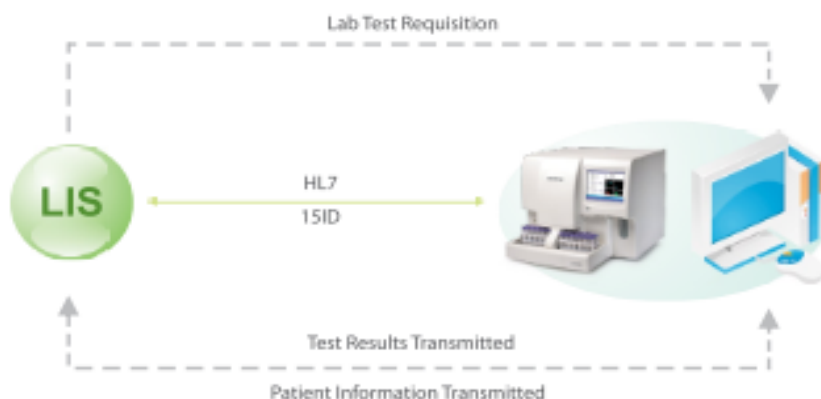 Lab Test Requisition
LIS
HL7
15ID
Test Results Transmitted
Patient Information Transmitted